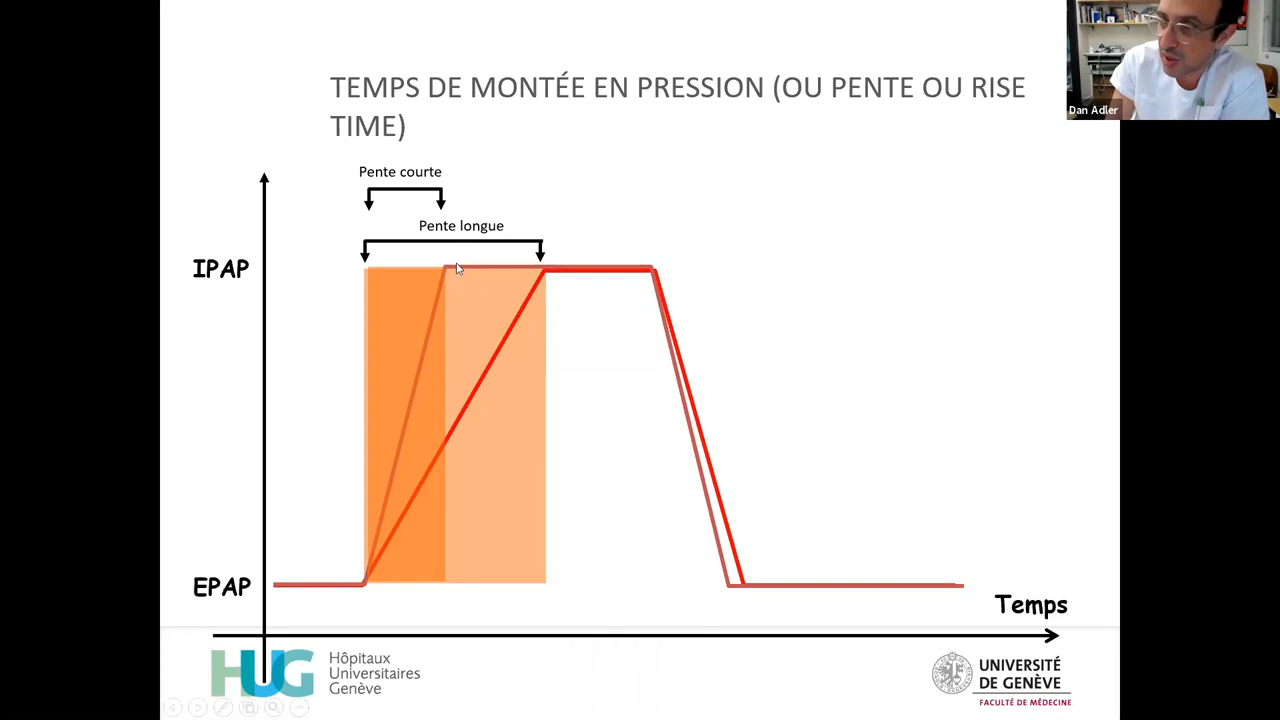 TEMPS DE MONTÉE EN PRESSION (OU PENTE OU RISE
TIME)
Dan Adler
Pente courte
Pente longue
IPAP
EPAP
Temps
HUG
Hôpitaux
Universitaires
Genève
UNIVERSITÉ
DE GENÈVE
FACULTÉ DE MÉDECINE